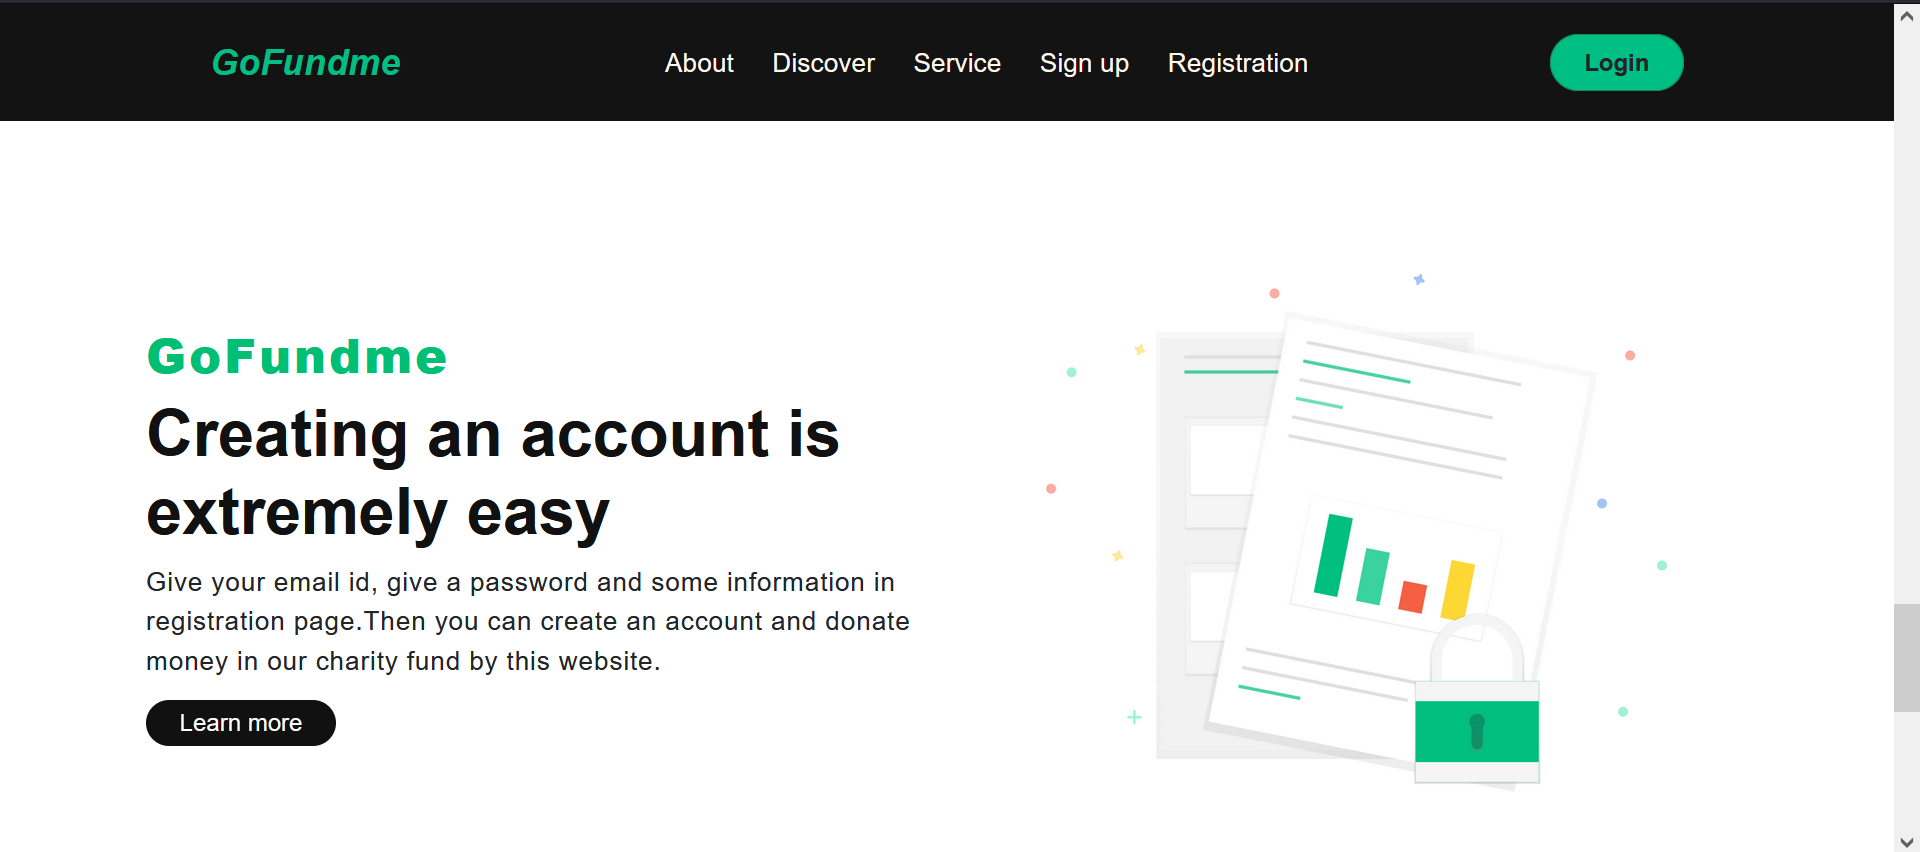 GoFundme
About Discover Service Sign up Registration
Login
GoFundme
Creating an account is
extremely easy
Give your email id, give a password and some information in
registration page.Then you can create an account and donate
money in our charity fund by this website.
Learn more